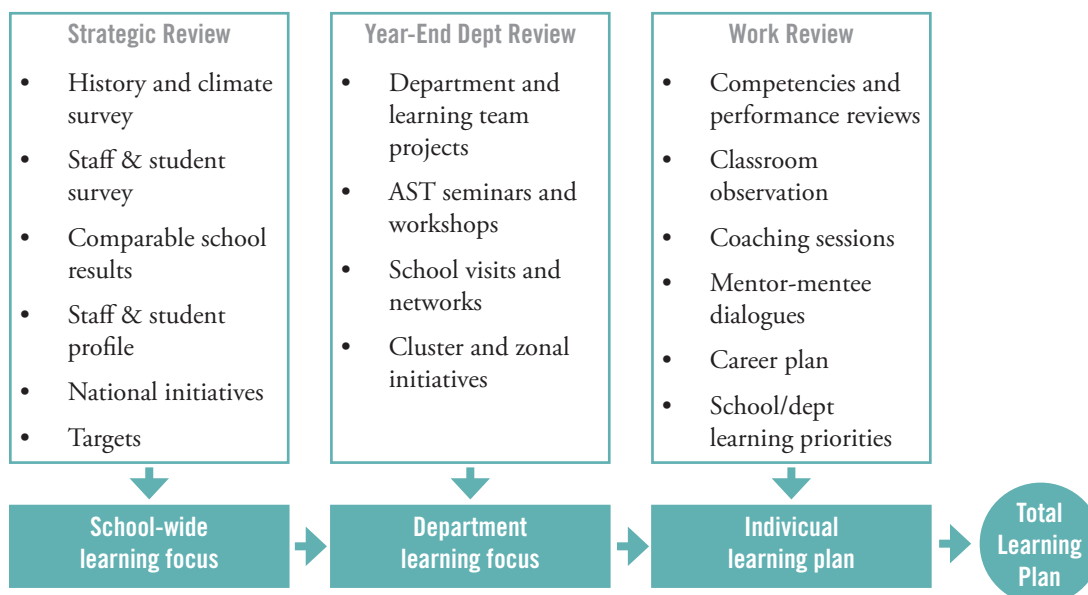 Strategic Review
• History and climate
survey
• Staff & student
survey
• Comparable school
results
• Staff & student
profile
• National initiatives
• Targets
Year-End Dept Review
• Department and
learning team
projects
• AST seminars and
workshops
• School visits and
networks
• Cluster and zonal
initiatives
Work Review
• Competencies and
performance reviews
• Classroom
observation
• Coaching sessions
• Mentor-mentee
dialogues
• Career plan
• School/dept
learning priorities
School-wide
learning focus
Department
learning focus
Indivicual
learning plan
Total
Learning
Plan